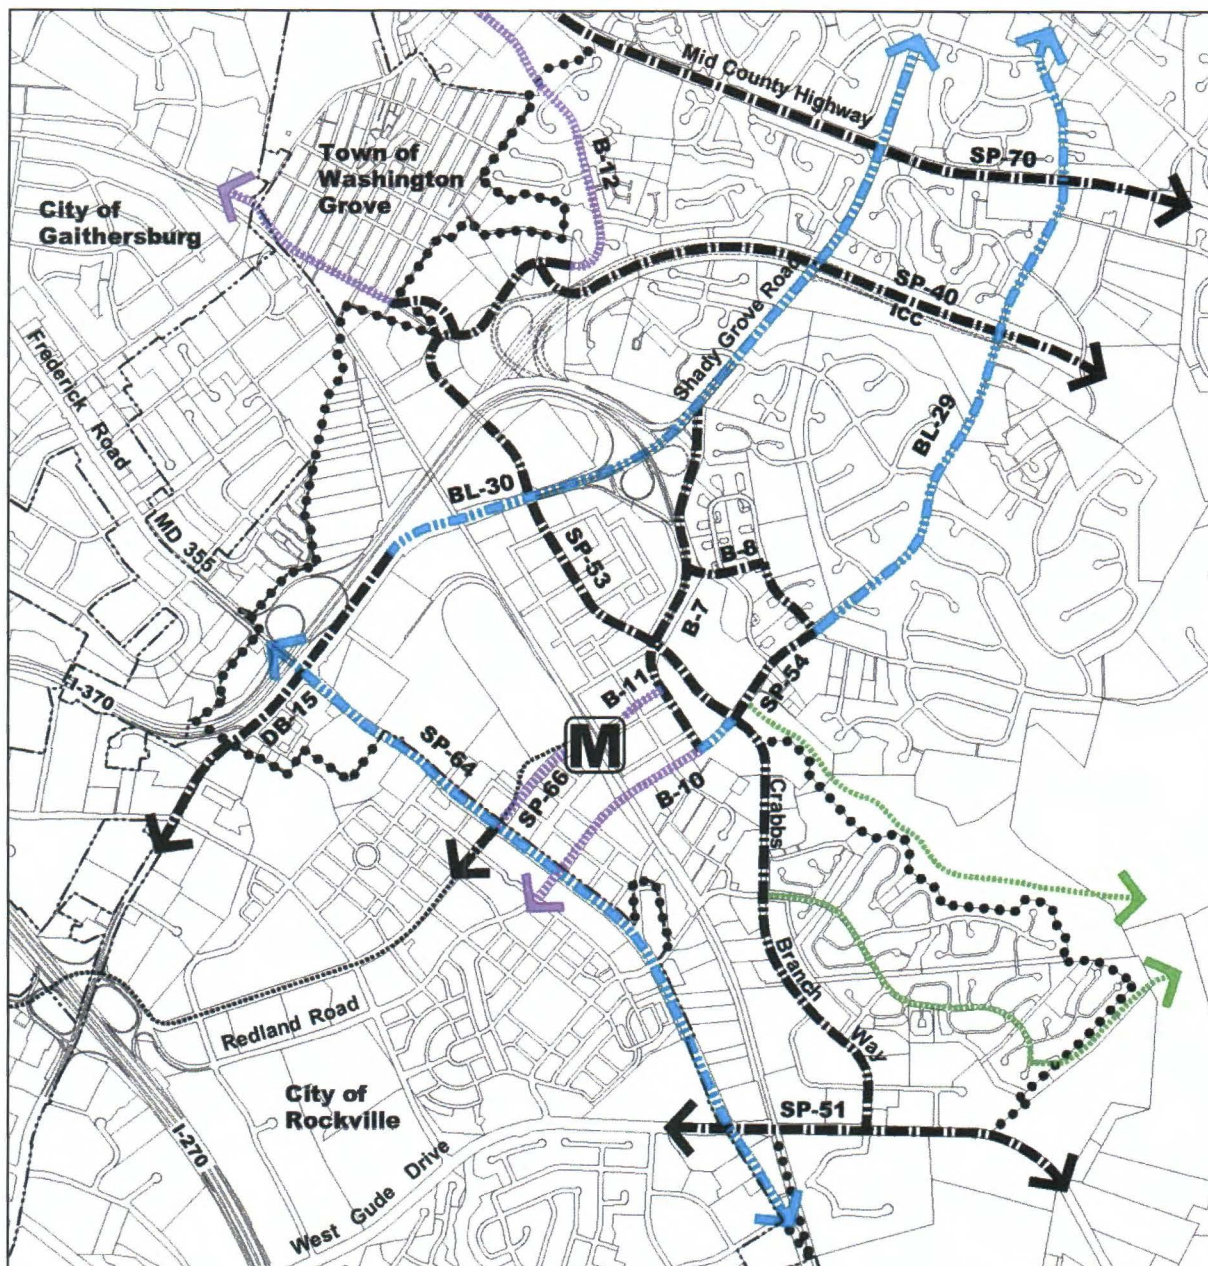 Mid County Highway
B-12
Town of
Washington
Grove
SP-70
City of
Gaithersburg
SP-40
ICC
Shady Grove Road
Frederick Road
BL-29
BL-30
MD 355
SP-53
B-8
B-7
SP-54
B-11
I-370
DB-15
M
SP-64
SP-66
B-10
Crabbs Branch Way
Redland Road
City of
Rockville
SP-51
I-270
West Gude Drive